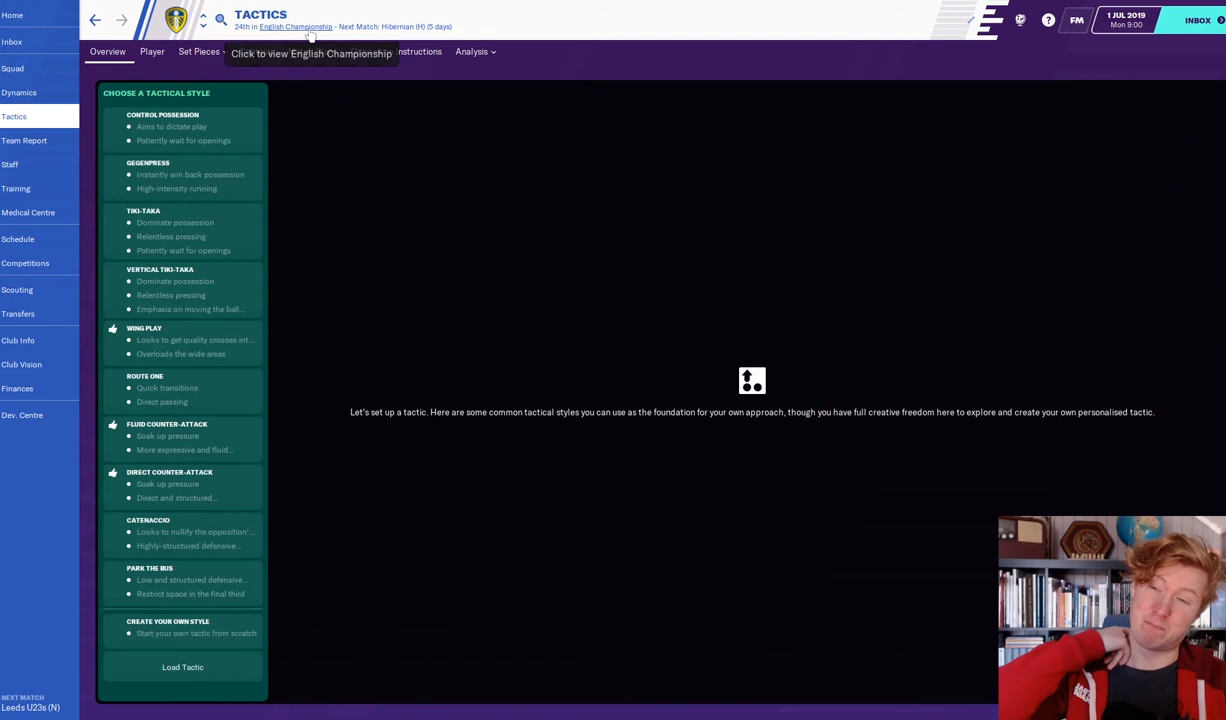 Home
Inbox
Squad
Dynamics
Tactics
Team Report
Staff
Training
Medical Centre
Schedule
Competitions
Scouting
Transfers
Club Info
Club Vision
Finances
Dev. Centre
NEXT MATCH
Leeds U23s (N)
TACTICS
24th in English Championship - Next Match: Hibernian (H) (5 days)
?
FM
1 JUL 2019
Mon 9:00
INBOX
Overview
Player
Set Pieces
Instructions
Analysis
Click to view English Championship
CHOOSE A TACTICAL STYLE
CONTROL POSSESSION
Aims to dictate play
Patiently wait for openings
GEGENPRESS
Instantly win back possession
High-intensity running
TIKI-TAKA
Dominate possession
Relentless pressing
Patiently wait for openings
VERTICAL TIKI-TAKA
Dominate possession
Relentless pressing
Emphasis on moving the ball...
WING PLAY
Looks to get quality crosses int...
Overloads the wide areas
ROUTE ONE
Quick transitions
Direct passing
FLUID COUNTER-ATTACK
Soak up pressure
More expressive and fluid...
DIRECT COUNTER-ATTACK
Soak up pressure
Direct and structured...
CATENACCIO
Looks to nullify the opposition'...
Highly-structured defensive...
PARK THE BUS
Low and structured defensive...
Restrict space in the final third
CREATE YOUR OWN STYLE
Start your own tactic from scratch
Load Tactic
Let's set up a tactic. Here are some common tactical styles you can use as the foundation for your own approach, though you have full creative freedom here to explore and create your own personalised tactic.